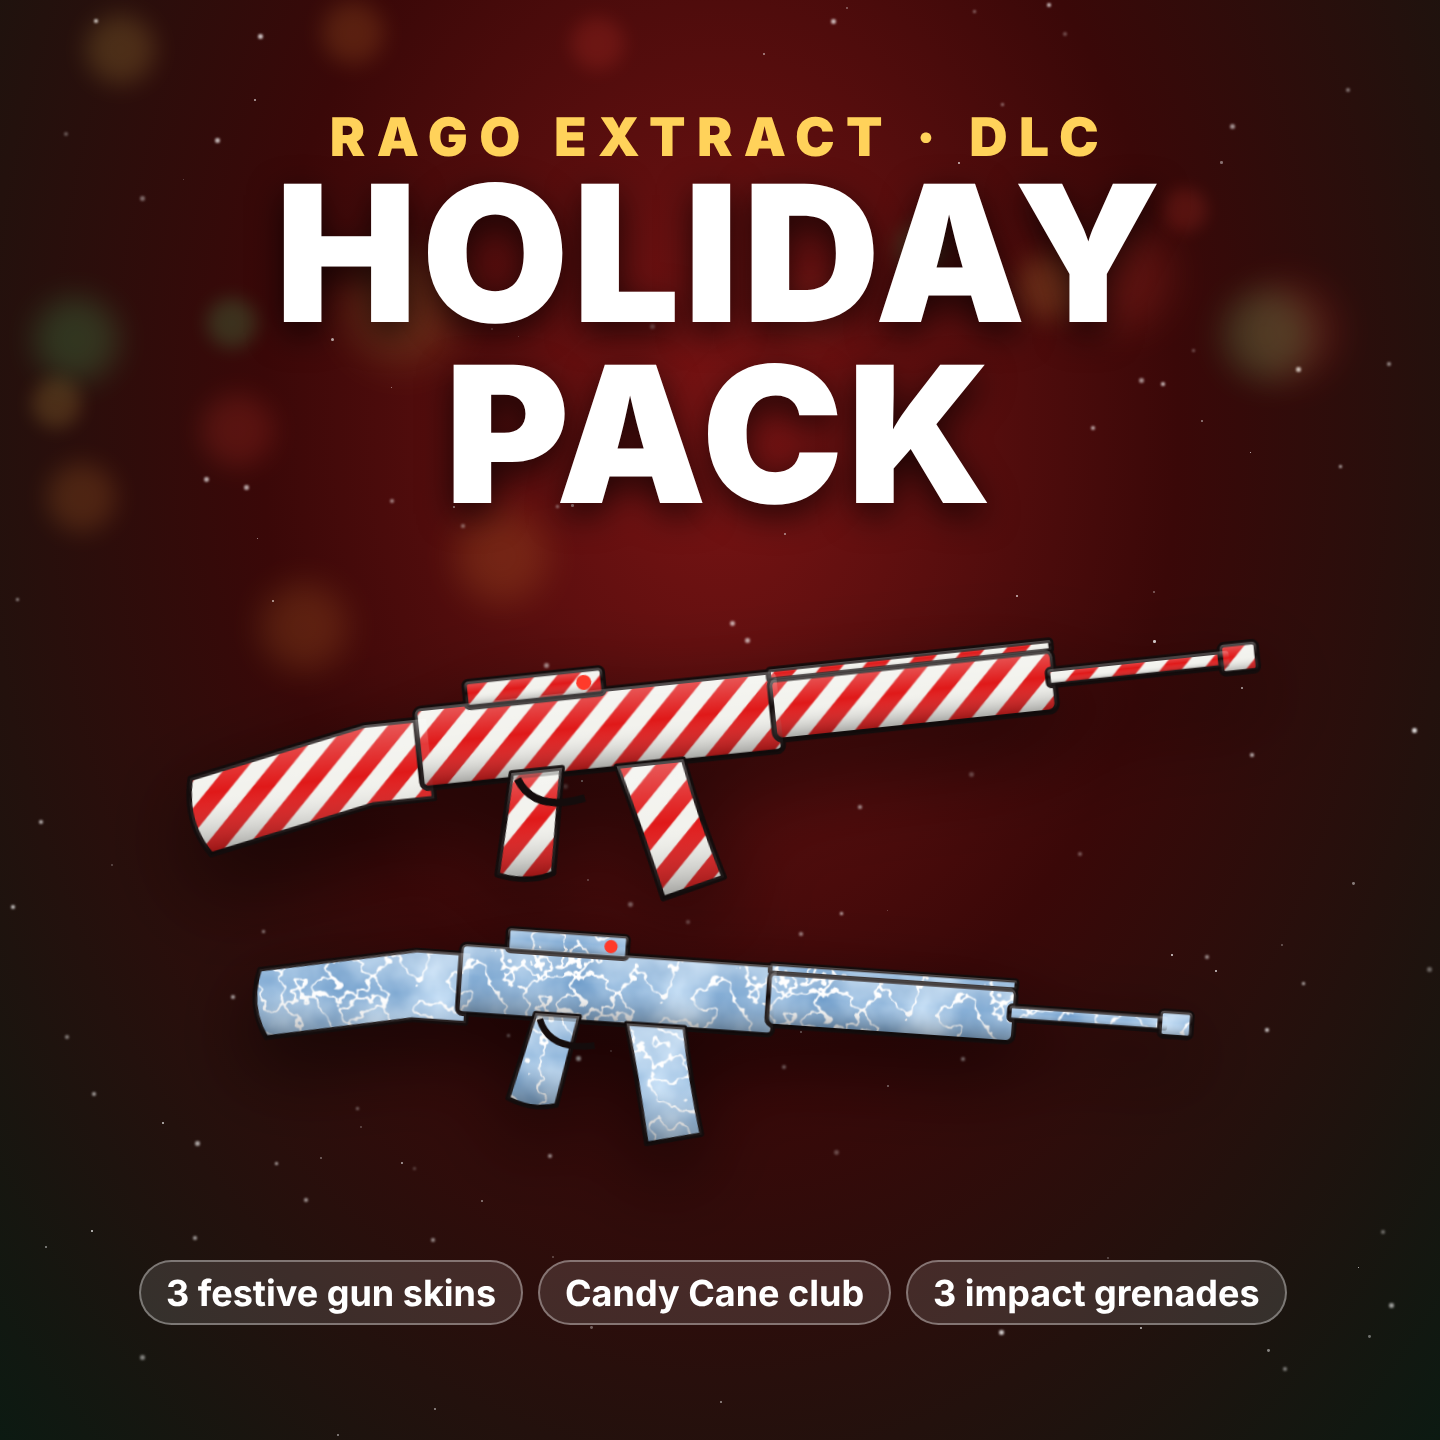 RAGO EXTRACT · DLC
HOLIDAY
PACK
3 festive gun skins
Candy Cane club
3 impact grenades